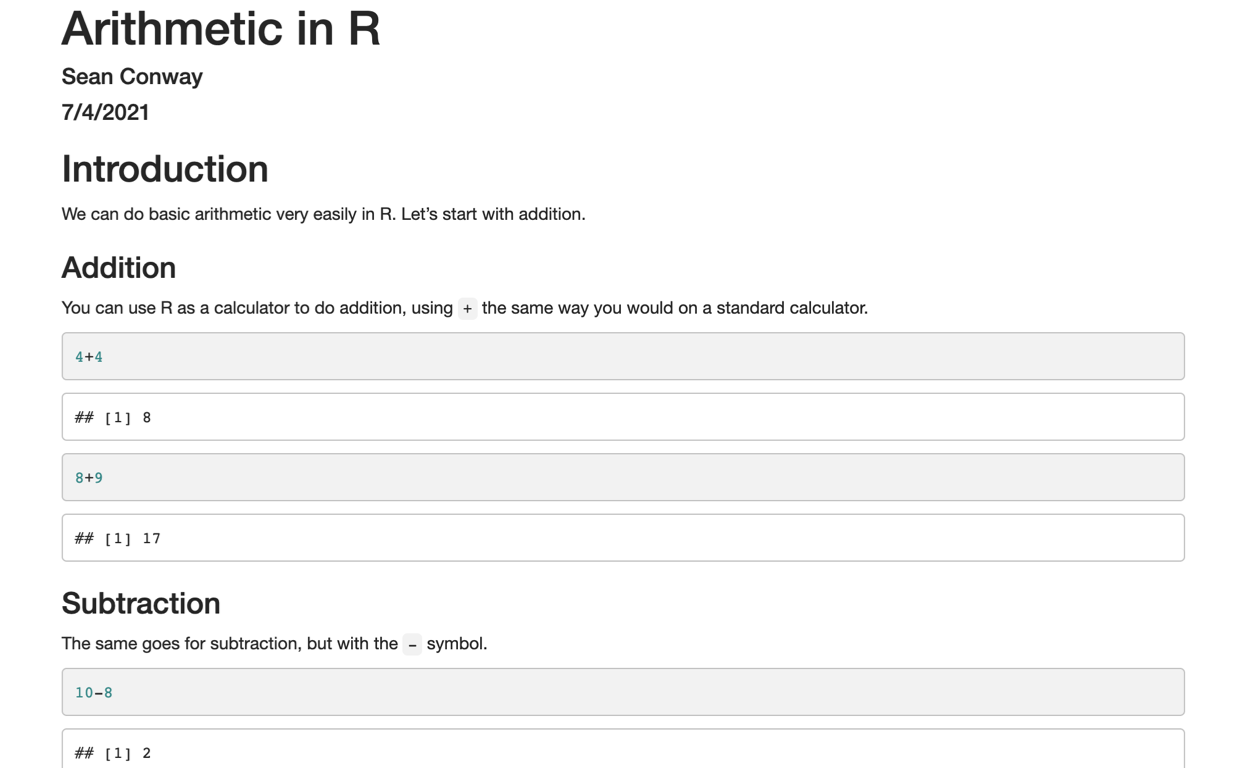 Arithmetic in R
Sean Conway
7/4/2021
Introduction
We can do basic arithmetic very easily in R. Let’s start with addition.
Addition
You can use R as a calculator to do addition, using + the same way you would on a standard calculator.
4+4
## [1] 8
8+9
## [1] 17
Subtraction
The same goes for subtraction, but with the - symbol.
10-8
## [1] 2